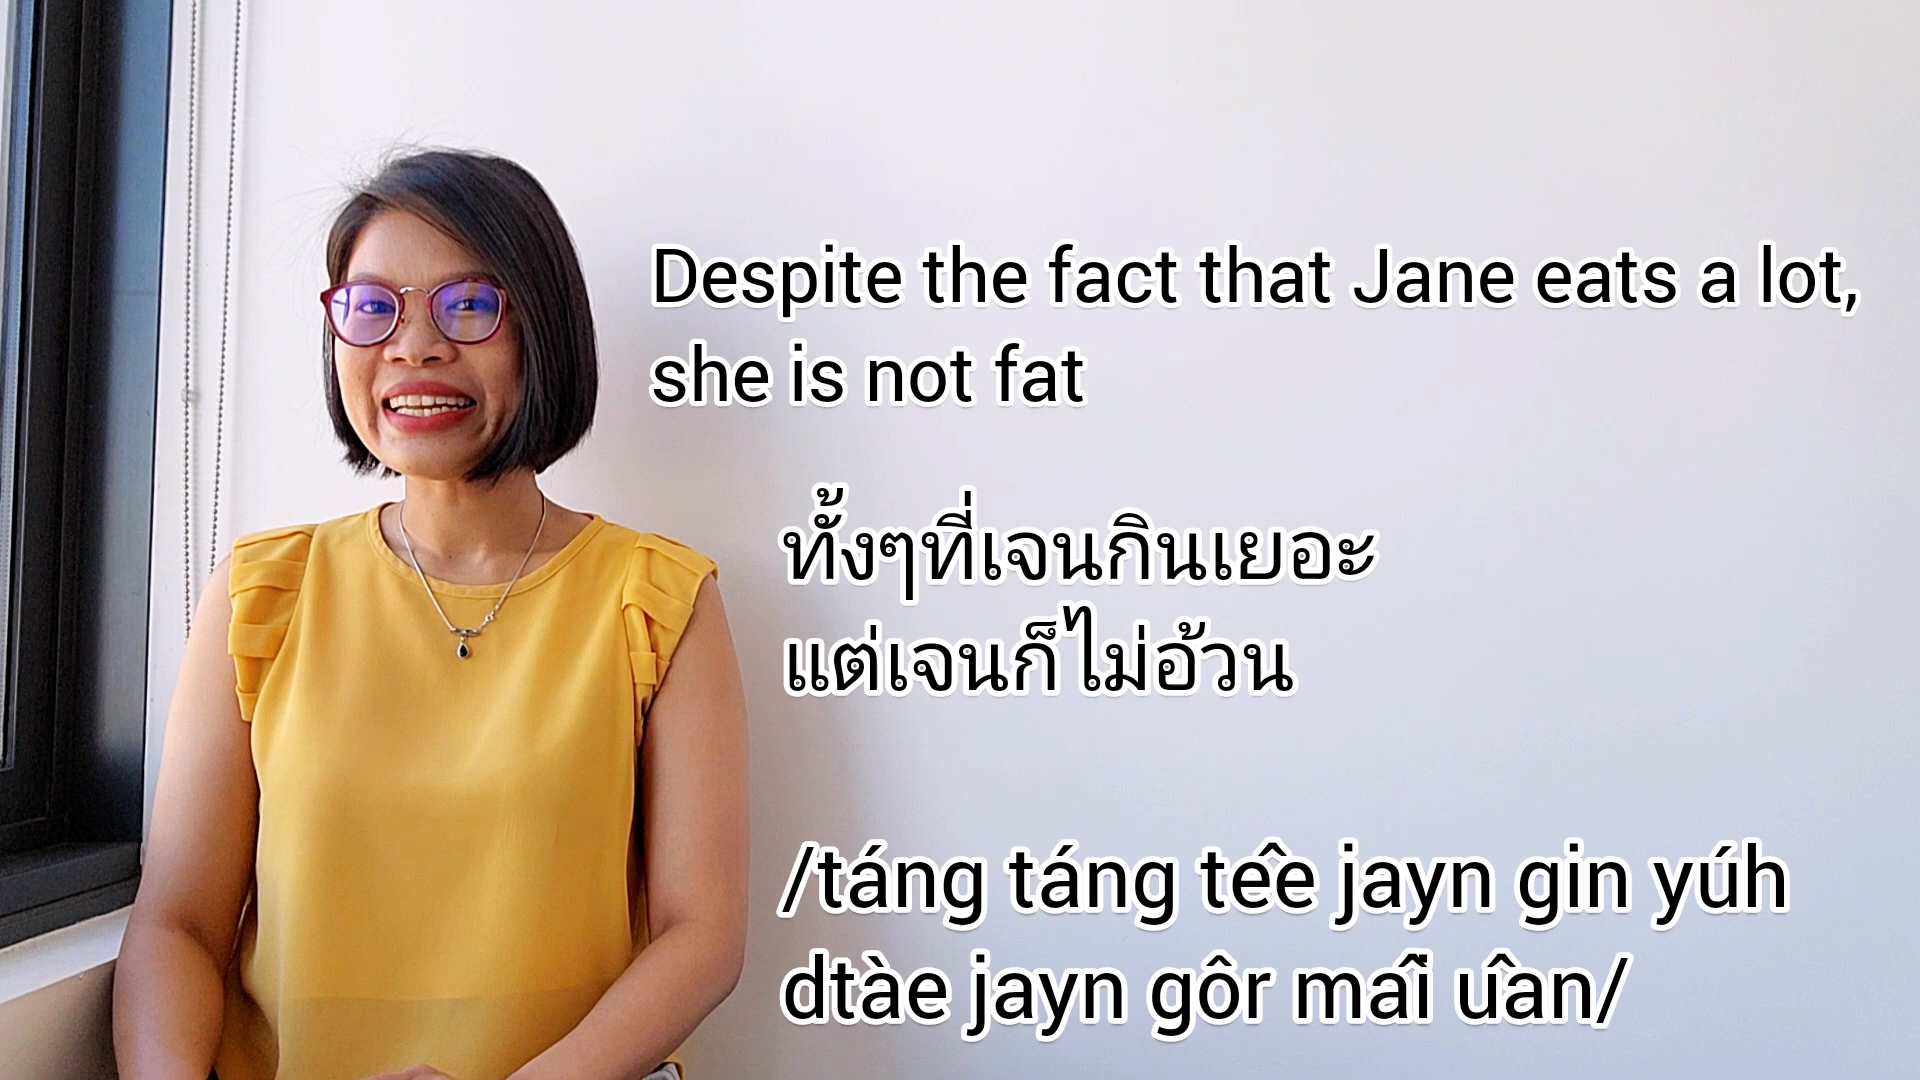 Despite the fact that Jane eats a lot,
she is not fat
ทั้งๆที่เจนกินเยอะ
แต่เจนก็ไม่อ้วน
/táng táng teê jayn gin yúh
dtàe jayn gôr maî uân/